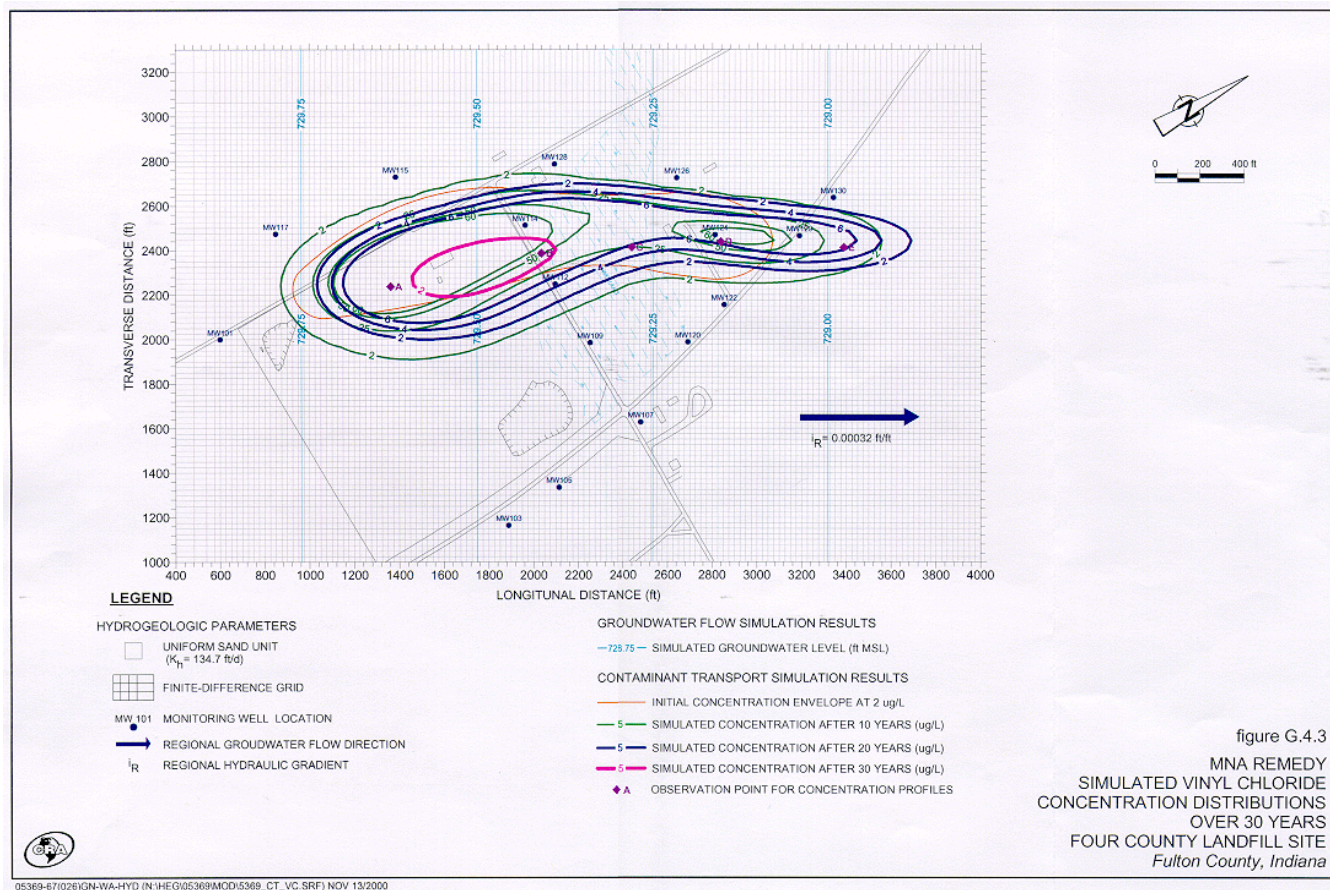 3200
3000
2800
2600
2400
2200
2000
1800
1600
1400
1200
1000
TRANSVERSE DISTANCE (ft)
400 600 800 1000 1200 1400 1600 1800 2000 2200 2400 2600 2800 3000 3200 3400 3600 3800 4000
LONGITUNAL DISTANCE (ft)
729.75
729.50
729.25
729.00
MW115
MW128
MW126
MW130
MW117
MW114
MW101
MW112
MW122
MW109
MW120
MW107
MW105
MW103
A
729.75
729.25
729.00
N
0 200 400 ft
iR= 0.00032 ft/ft
LEGEND
HYDROGEOLOGIC PARAMETERS
UNIFORM SAND UNIT
(Kh= 134.7 ft/d)
FINITE-DIFFERENCE GRID
MW 101 MONITORING WELL LOCATION
REGIONAL GROUDWATER FLOW DIRECTION
iR REGIONAL HYDRAULIC GRADIENT
GROUNDWATER FLOW SIMULATION RESULTS
SIMULATED GROUNDWATER LEVEL (ft MSL)
CONTAMINANT TRANSPORT SIMULATION RESULTS
INITIAL CONCENTRATION ENVELOPE AT 2 ug/L
5 SIMULATED CONCENTRATION AFTER 10 YEARS (ug/L)
5 SIMULATED CONCENTRATION AFTER 20 YEARS (ug/L)
5 SIMULATED CONCENTRATION AFTER 30 YEARS (ug/L)
A OBSERVATION POINT FOR CONCENTRATION PROFILES
figure G.4.3
MNA REMEDY
SIMULATED VINYL CHLORIDE
CONCENTRATION DISTRIBUTIONS
OVER 30 YEARS
FOUR COUNTY LANDFILL SITE
Fulton County, Indiana
CRA
05369-67(026)GN-WA-HYD (N:\HEG\05369\MOD\5369_CT_VC.SRF) NOV 13/2000